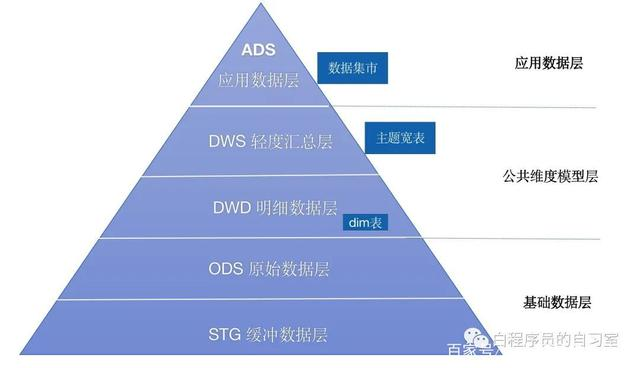 ADS
应用数据层
数据集市
应用数据层
DWS 轻度汇总层
主题宽表
公共维度模型层
DWD 明细数据层
dim表
ODS 原始数据层
基础数据层
STG 缓冲数据层
白程序员的自习室
百家号